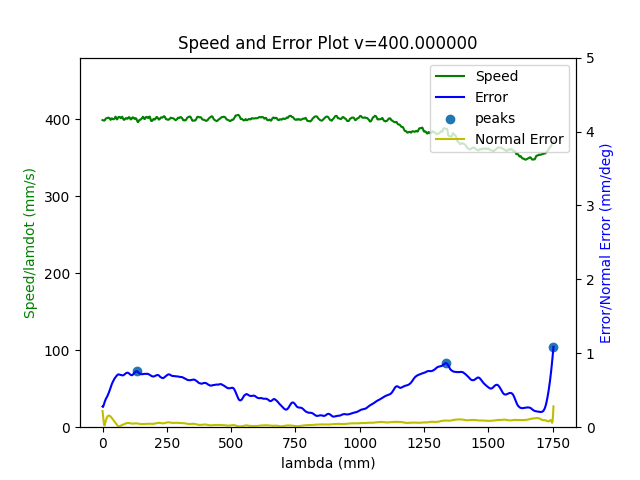 Speed and Error Plot v=400.000000
Speed
Error
peaks
Normal Error
Speed/lamdot (mm/s)
400
300
200
100
0
Error/Normal Error (mm/deg)
5
4
3
2
1
0
0 250 500 750 1000 1250 1500 1750
lambda (mm)